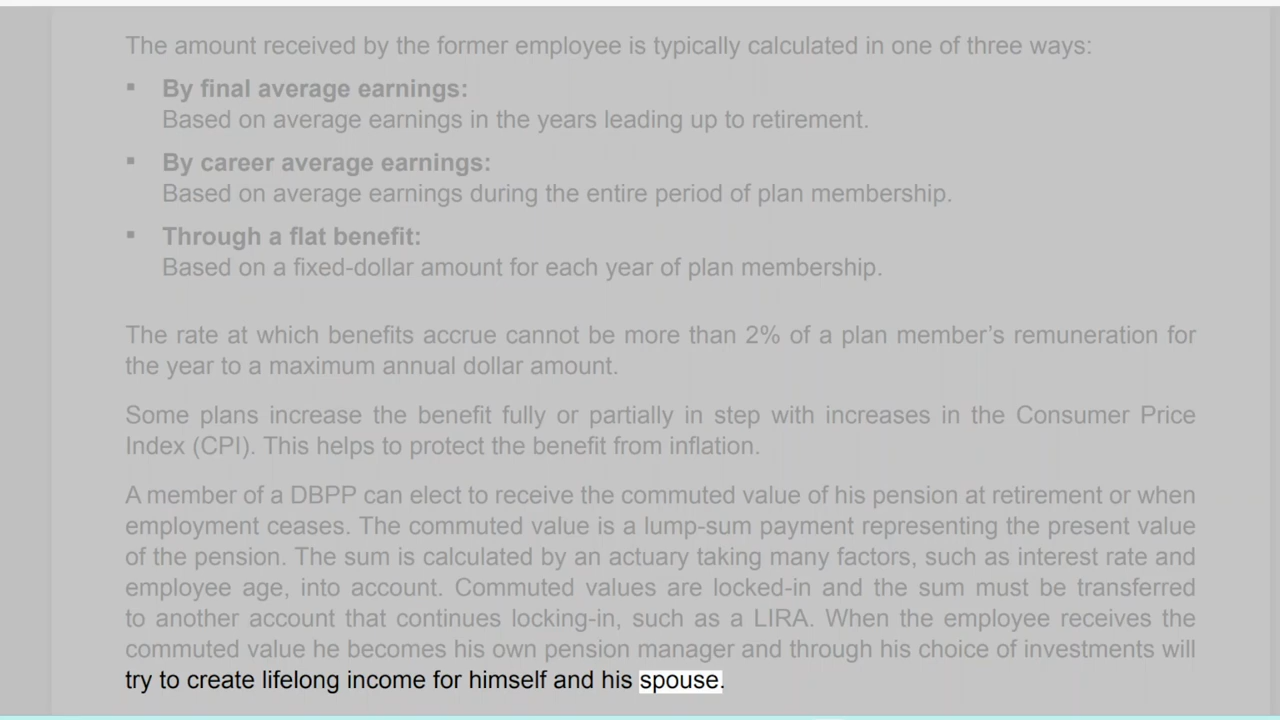 The amount received by the former employee is typically calculated in one of three ways:
▪ By final average earnings:
Based on average earnings in the years leading up to retirement.
▪ By career average earnings:
Based on average earnings during the entire period of plan membership.
▪ Through a flat benefit:
Based on a fixed-dollar amount for each year of plan membership.
The rate at which benefits accrue cannot be more than 2% of a plan member’s remuneration for
the year to a maximum annual dollar amount.
Some plans increase the benefit fully or partially in step with increases in the Consumer Price
Index (CPI). This helps to protect the benefit from inflation.
A member of a DBPP can elect to receive the commuted value of his pension at retirement or when
employment ceases. The commuted value is a lump-sum payment representing the present value
of the pension. The sum is calculated by an actuary taking many factors, such as interest rate and
employee age, into account. Commuted values are locked-in and the sum must be transferred
to another account that continues locking-in, such as a LIRA. When the employee receives the
commuted value he becomes his own pension manager and through his choice of investments will
try to create lifelong income for himself and his spouse.